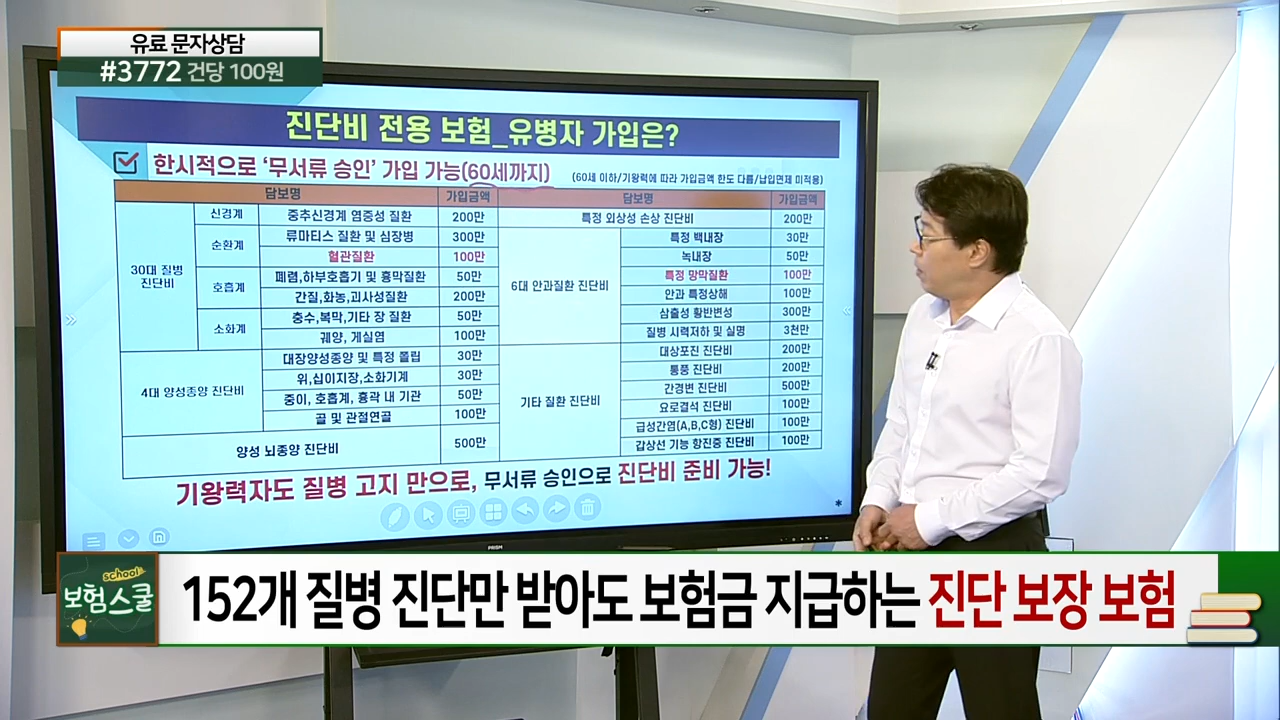 유료 문자상담
#3772 건당 100원
진단비 전용 보험_유병자 가입은?
한시적으로 '무서류 승인' 가입 가능(60세까지)
(60세 이하/기왕력에 따라 가입금액 한도 다름/납입면제 미적용)
담보명 가입금액 담보명 가입금액
30대 질병 진단비
신경계 중추신경계 염증성 질환 200만
순환계 류마티스 질환 및 심장병 300만
혈관질환 100만
호흡계 폐렴,하부호흡기 및 흉막질환 50만
간질,화농,괴사성질환 200만
소화계 충수,복막,기타 장 질환 50만
궤양, 게실염 100만
4대 양성종양 진단비
대장양성종양 및 특정 폴립 30만
위,십이지장,소화기계 30만
중이, 호흡계, 흉곽 내 기관 50만
골 및 관절연골 100만
양성 뇌종양 진단비 500만
특정 외상성 손상 진단비 200만
6대 안과질환 진단비
특정 백내장 30만
녹내장 50만
특정 망막질환 100만
안과 특정상해 100만
삼출성 황반변성 300만
질병 시력저하 및 실명 3천만
기타 질환 진단비
대상포진 진단비 200만
통풍 진단비 200만
간경변 진단비 500만
요로결석 진단비 100만
급성간염(A,B,C형) 진단비 100만
갑상선 기능 항진증 진단비 100만
기왕력자도 질병 고지 만으로, 무서류 승인으로 진단비 준비 가능!
*
PRISM
school
보험스쿨
152개 질병 진단만 받아도 보험금 지급하는 진단 보장 보험